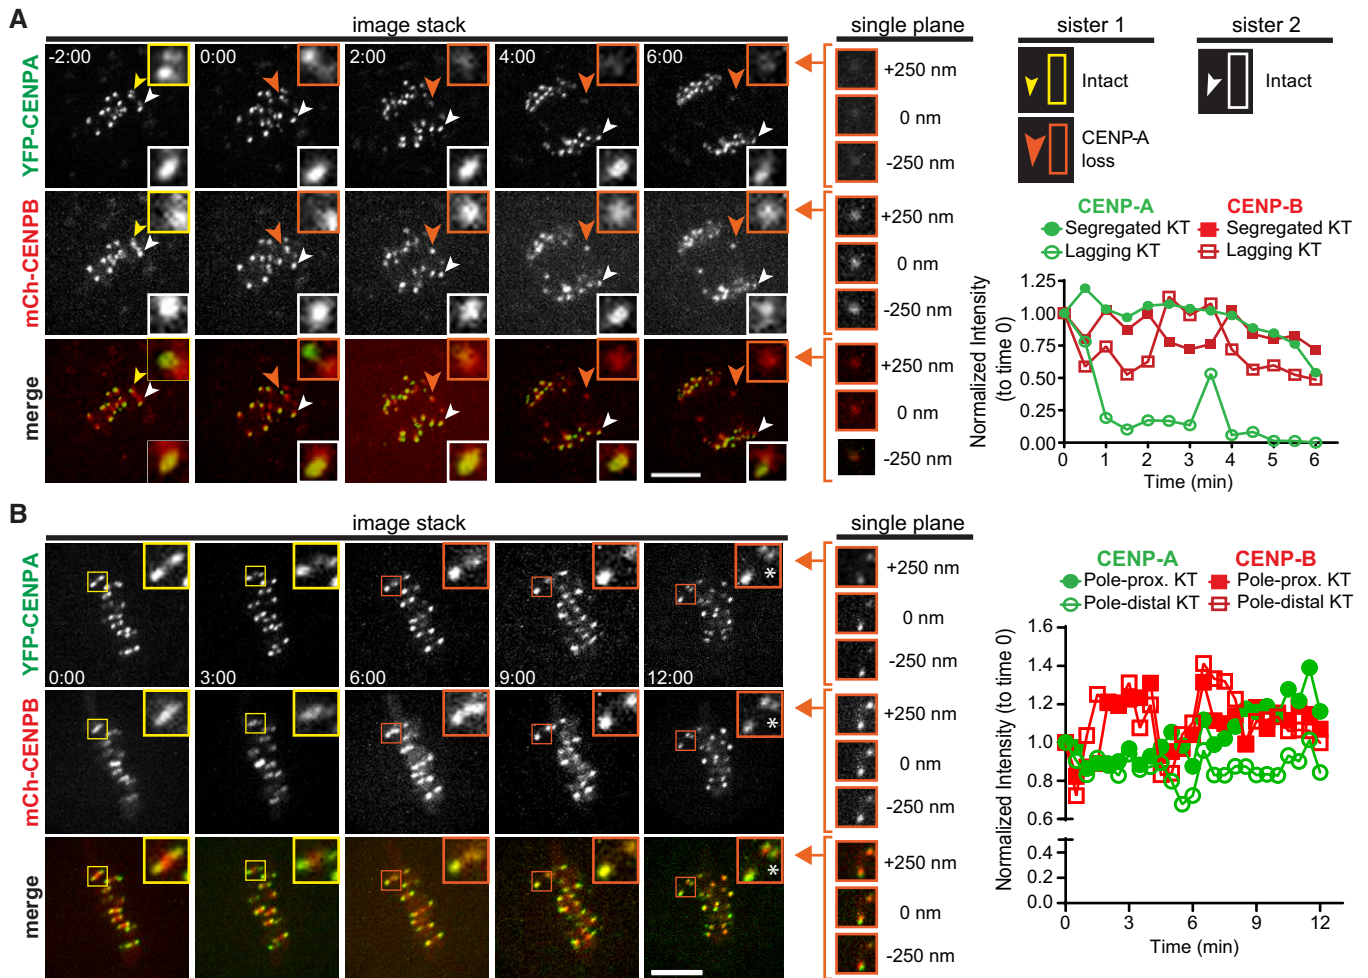 A
image stack
single plane
sister 1
sister 2
YFP-CENPA
-2:00
0:00
2:00
4:00
6:00
+250 nm
0 nm
-250 nm
Intact
Intact
CENP-A
loss
mCh-CENPB
+250 nm
0 nm
-250 nm
merge
+250 nm
0 nm
-250 nm
CENP-A
CENP-B
Segregated KT
Segregated KT
Lagging KT
Lagging KT
Normalized Intensity
(to time 0)
1.25
1.00
0.75
0.50
0.25
0.00
0 1 2 3 4 5 6
Time (min)
B
image stack
single plane
YFP-CENPA
0:00
3:00
6:00
9:00
12:00
*
+250 nm
0 nm
-250 nm
mCh-CENPB
*
+250 nm
0 nm
-250 nm
merge
*
+250 nm
0 nm
-250 nm
CENP-A
CENP-B
Pole-prox. KT
Pole-prox. KT
Pole-distal KT
Pole-distal KT
Normalized Intensity (to time 0)
1.6
1.4
1.2
1.0
0.8
0.6
0.4
0.2
0.0
0 3 6 9 12
Time (min)